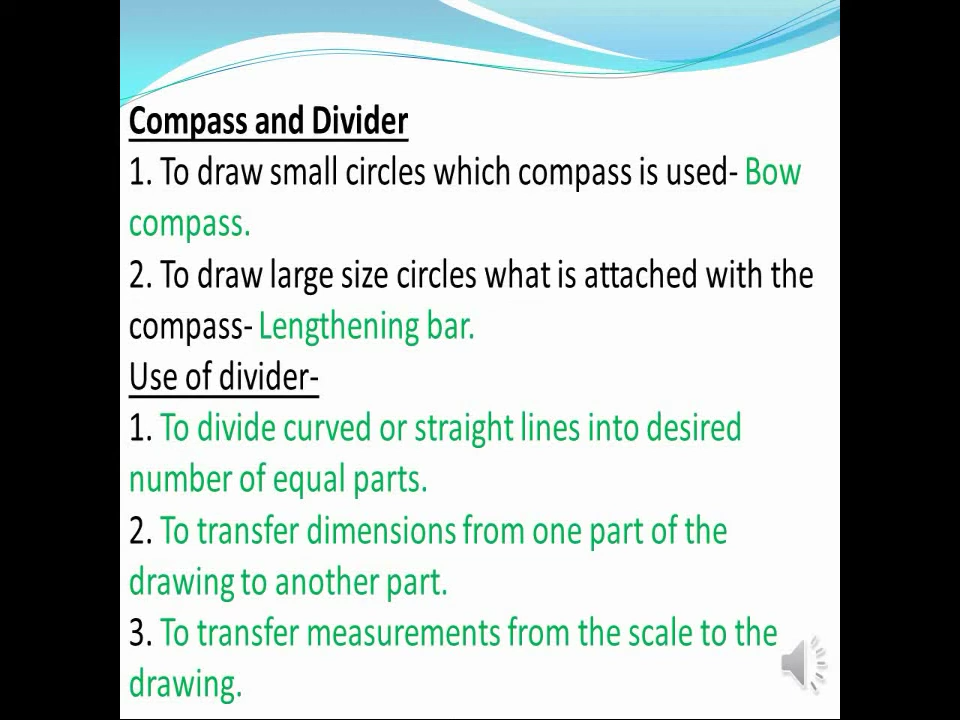 Compass and Divider
1. To draw small circles which compass is used- Bow
compass.
2. To draw large size circles what is attached with the
compass- Lengthening bar.
Use of divider-
1. To divide curved or straight lines into desired
number of equal parts.
2. To transfer dimensions from one part of the
drawing to another part.
3. To transfer measurements from the scale to the
drawing.